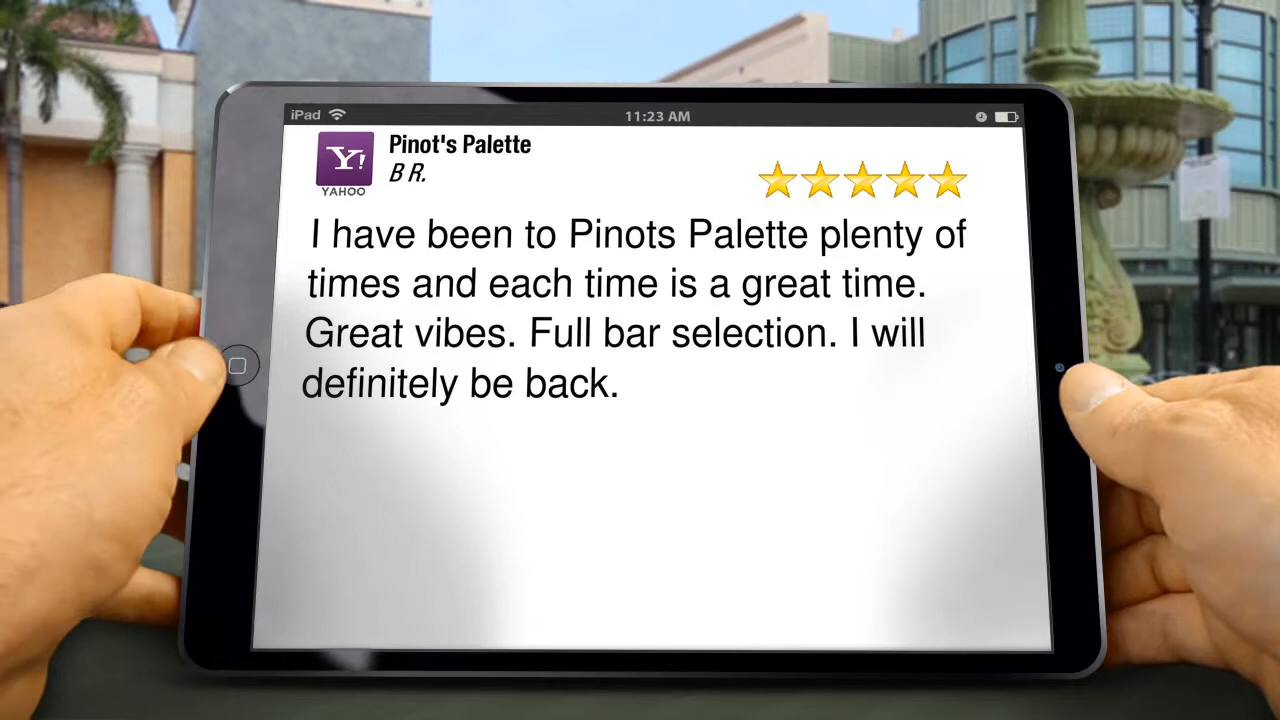 iPad 11:23 AM
Y!
YAHOO
Pinot's Palette
B R.
I have been to Pinots Palette plenty of
times and each time is a great time.
Great vibes. Full bar selection. I will
definitely be back.